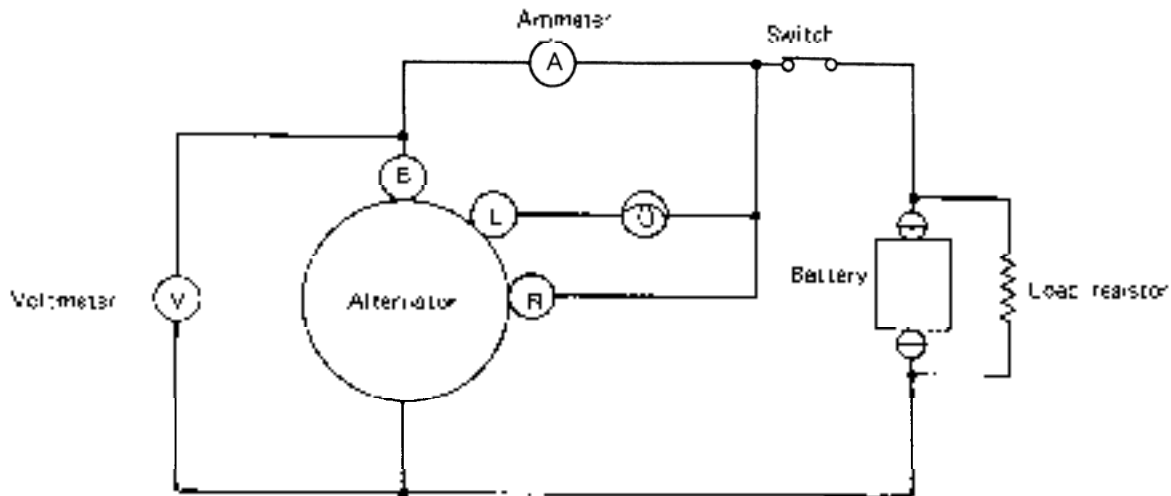 Ammeter
Switch
A
B
L
Battery
Voltmeter
V
Alternator
R
Load resistor